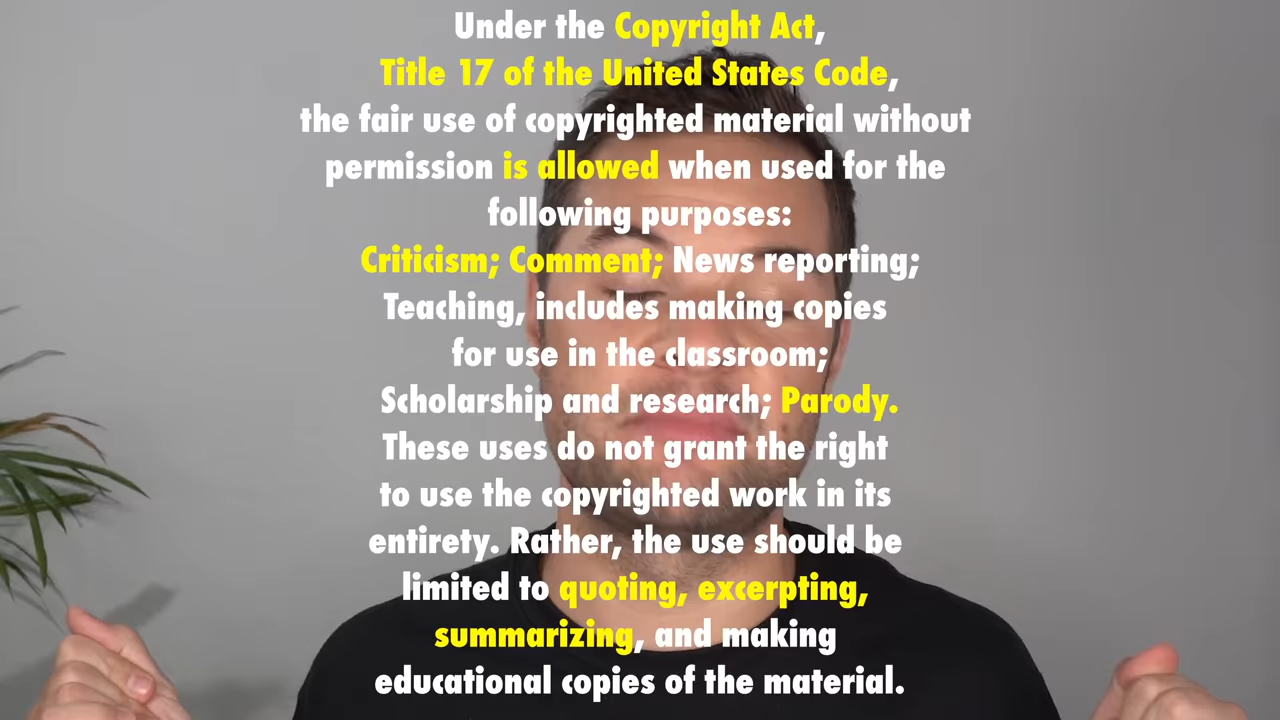 Under the Copyright Act,
Title 17 of the United States Code,
the fair use of copyrighted material without
permission is allowed when used for the
following purposes:
Criticism; Comment; News reporting;
Teaching, includes making copies
for use in the classroom;
Scholarship and research; Parody.
These uses do not grant the right
to use the copyrighted work in its
entirety. Rather, the use should be
limited to quoting, excerpting,
summarizing, and making
educational copies of the material.